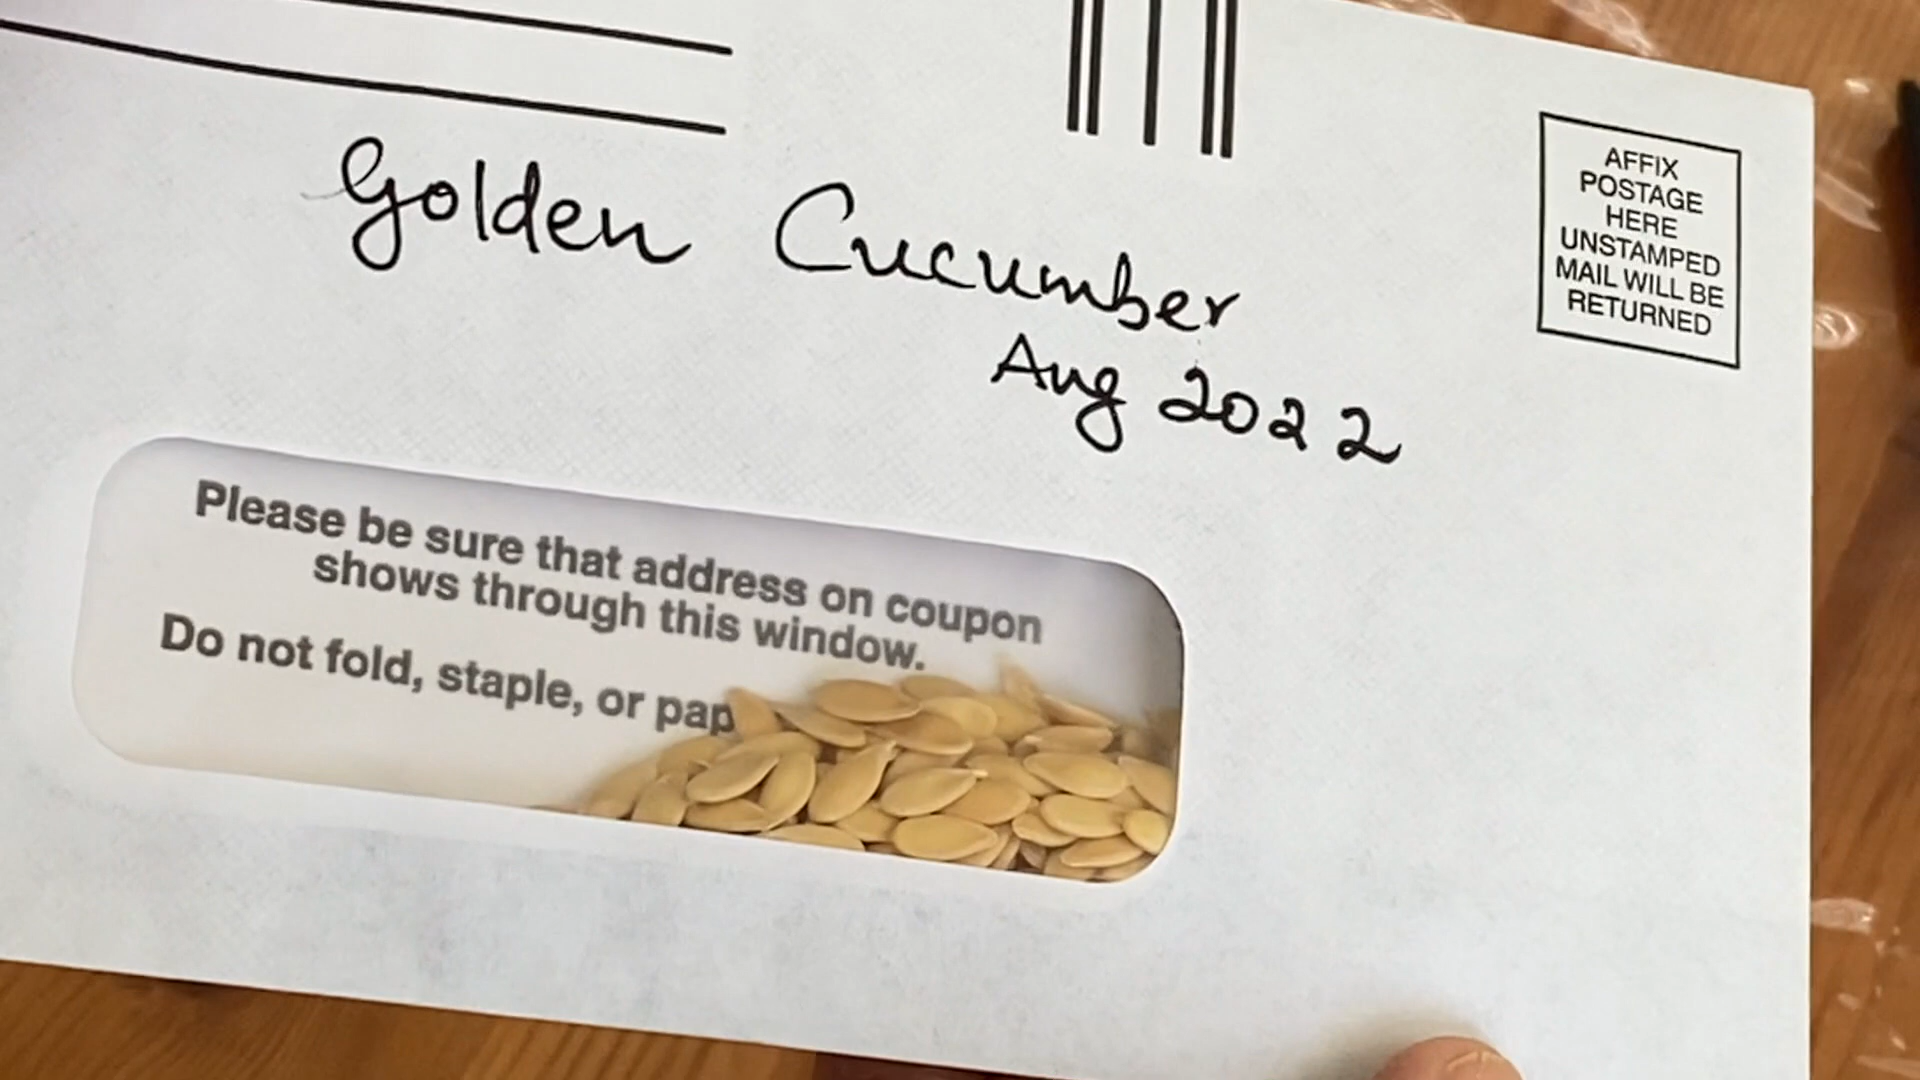 Golden Cucumber
Aug 2022
AFFIX
POSTAGE
HERE
UNSTAMPED
MAIL WILL BE
RETURNED
Please be sure that address on coupon
shows through this window.
Do not fold, staple, or pap